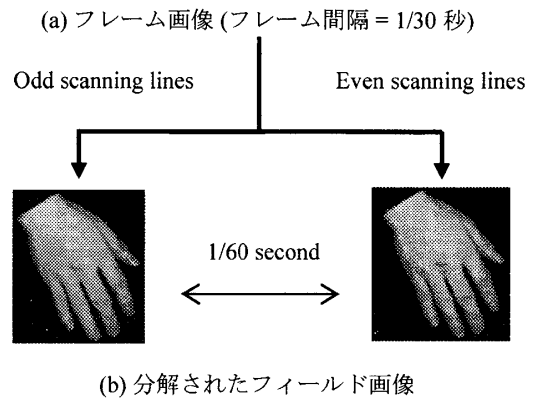 (a) フレーム画像 (フレーム間隔 = 1/30 秒)
Odd scanning lines
Even scanning lines
1/60 second
(b) 分解されたフィールド画像